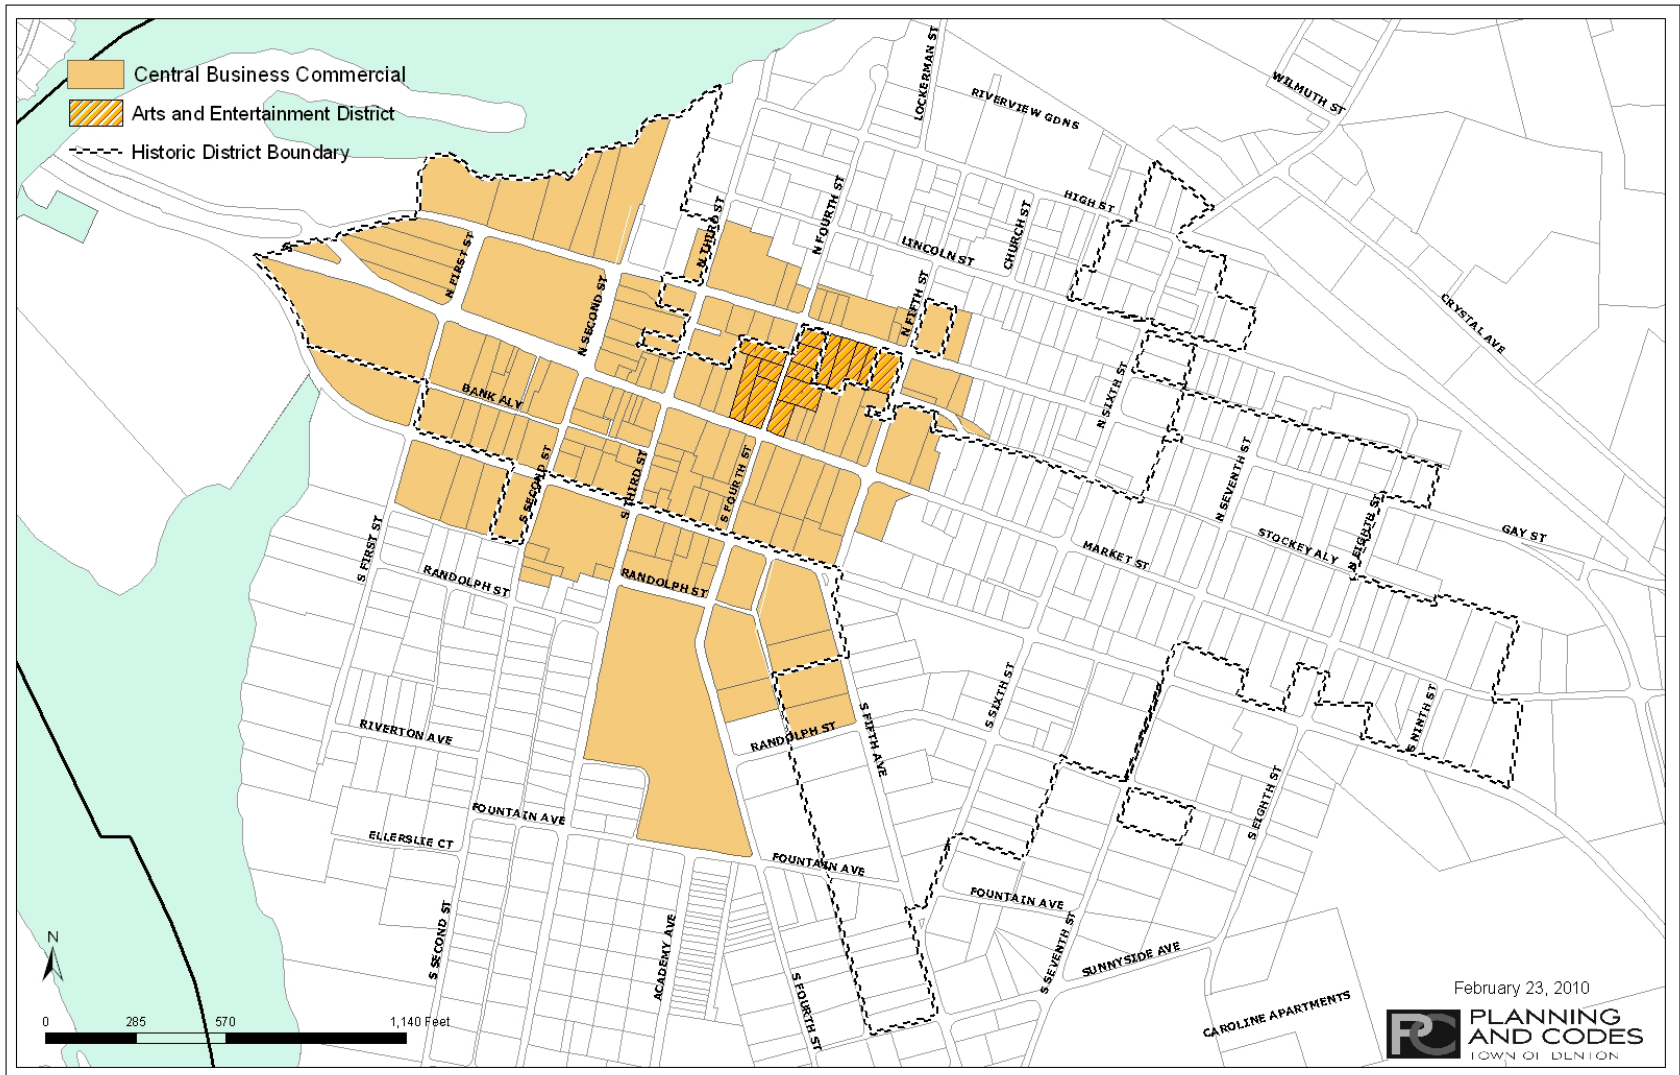 Central Business Commercial
Arts and Entertainment District
Historic District Boundary
LOCKERMAN ST
RIVERVIEW GDNS
WILMUTH ST
HIGH ST
N THIRD ST
N FOURTH ST
LINCOLN ST
CHURCH ST
N FIRST ST
N SECOND ST
N FIFTH ST
CRYSTAL AVE
BANK ALY
N SIXTH ST
S SECOND ST
S THIRD ST
S FOURTH ST
N SEVENTH ST
N EIGHTH ST
STOCKEY ALY
GAY ST
MARKET ST
S FIRST ST
RANDOLPH ST
RANDOLPH ST
RIVERTON AVE
RANDOLPH ST
S FIFTH AVE
S SIXTH ST
S NINTH ST
S EIGHTH ST
FOUNTAIN AVE
ELLERSLIE CT
FOUNTAIN AVE
FOUNTAIN AVE
S SECOND ST
ACADEMY AVE
S FOURTH ST
S SEVENTH ST
SUNNYSIDE AVE
CAROLINE APARTMENTS
N
0 285 570 1,140 Feet
February 23, 2010
PC
PLANNING
AND CODES
TOWN OF DENTON